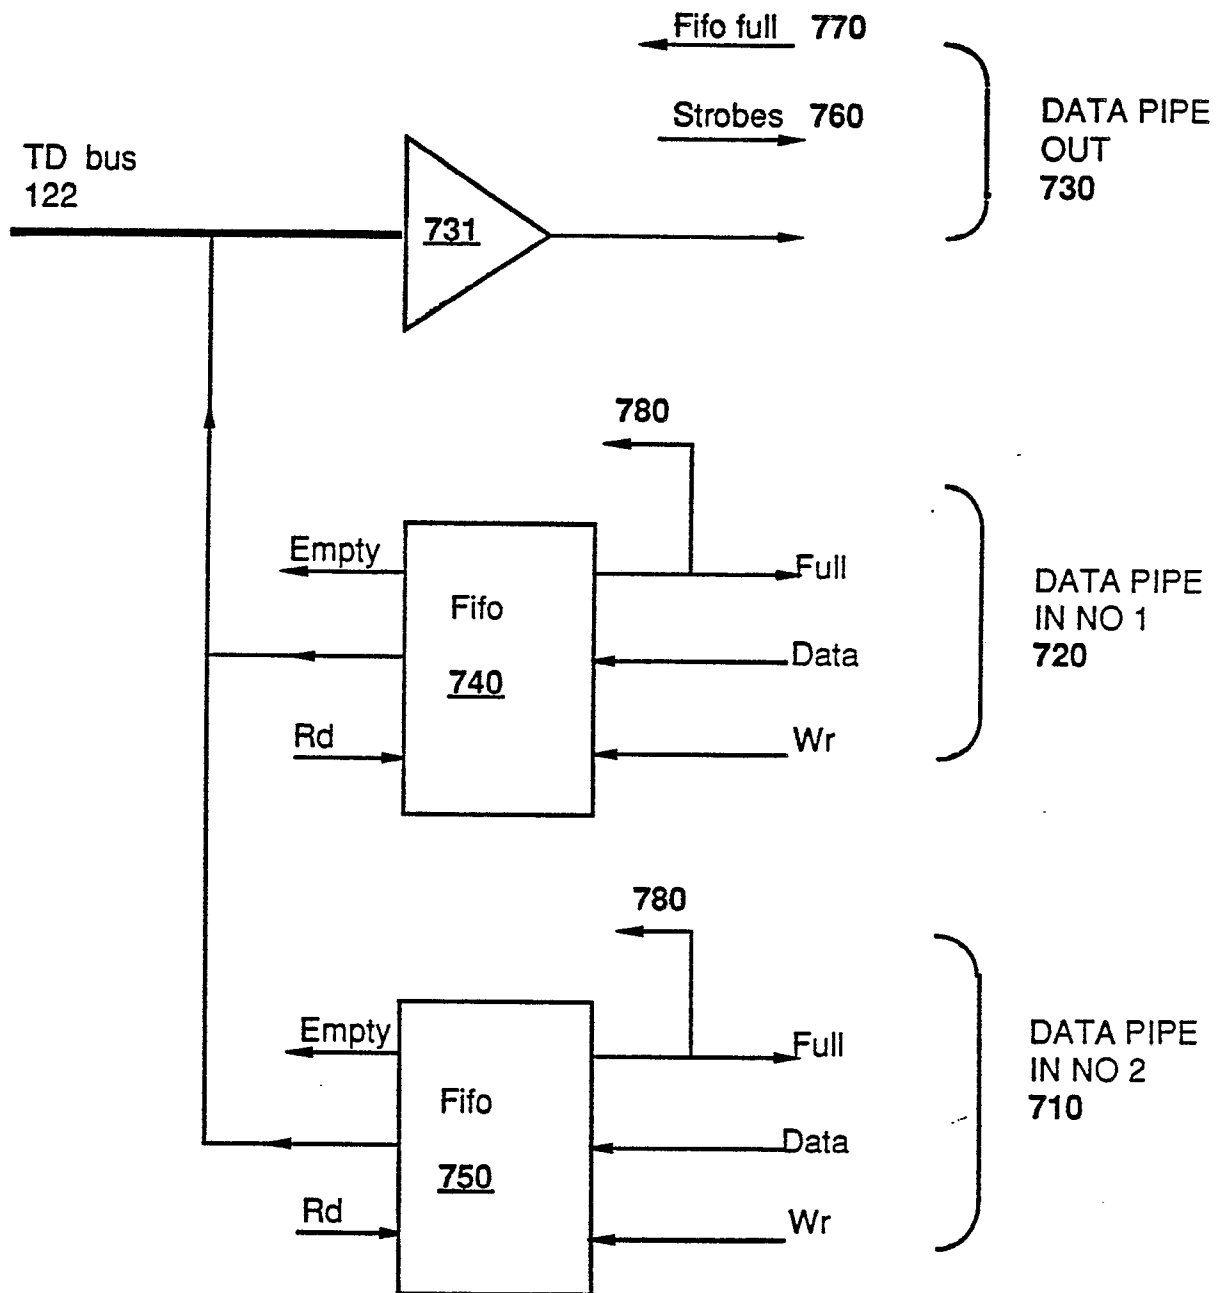 Fifo full 770
Strobes 760
DATA PIPE
OUT
730
TD bus
122
731
780
Empty
Full
Fifo
740
Data
Rd
Wr
DATA PIPE
IN NO 1
720
780
Empty
Full
Fifo
750
Data
Rd
Wr
DATA PIPE
IN NO 2
710